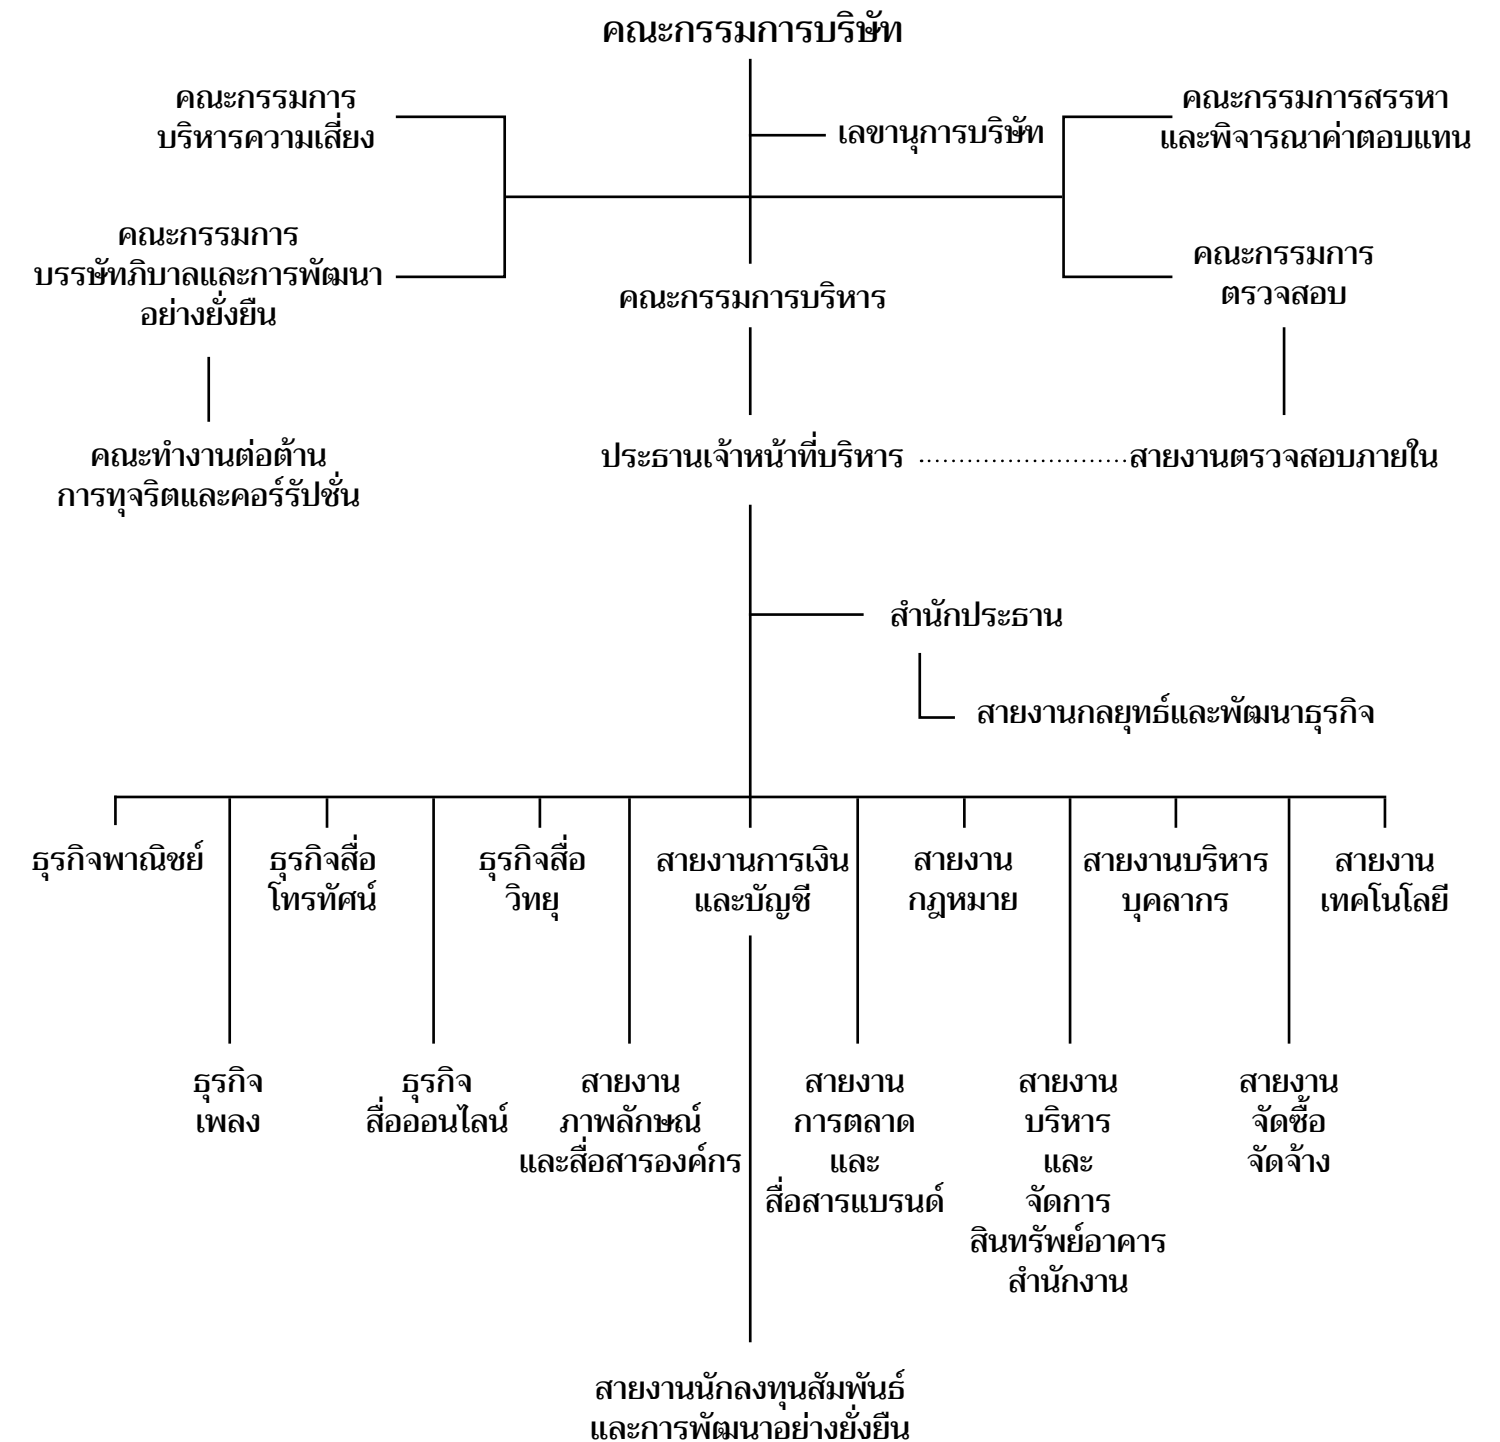 คณะกรรมการบริษัท
คณะกรรมการ
บริหารความเสี่ยง
เลขานุการบริษัท
คณะกรรมการสรรหา
และพิจารณาค่าตอบแทน
คณะกรรมการ
บรรษัทภิบาลและการพัฒนา
อย่างยั่งยืน
คณะกรรมการบริหาร
คณะกรรมการ
ตรวจสอบ
คณะทำงานต่อต้าน
การทุจริตและคอร์รัปชั่น
ประธานเจ้าหน้าที่บริหาร
สายงานตรวจสอบภายใน
สำนักประธาน
สายงานกลยุทธ์และพัฒนาธุรกิจ
ธุรกิจพาณิชย์
ธุรกิจสื่อ
โทรทัศน์
ธุรกิจสื่อ
วิทยุ
สายงานการเงิน
และบัญชี
สายงาน
กฎหมาย
สายงานบริหาร
บุคลากร
สายงาน
เทคโนโลยี
ธุรกิจ
เพลง
ธุรกิจ
สื่อออนไลน์
สายงาน
ภาพลักษณ์
และสื่อสารองค์กร
สายงาน
การตลาด
และ
สื่อสารแบรนด์
สายงาน
บริหาร
และ
จัดการ
สินทรัพย์อาคาร
สำนักงาน
สายงาน
จัดซื้อ
จัดจ้าง
สายงานนักลงทุนสัมพันธ์
และการพัฒนาอย่างยั่งยืน